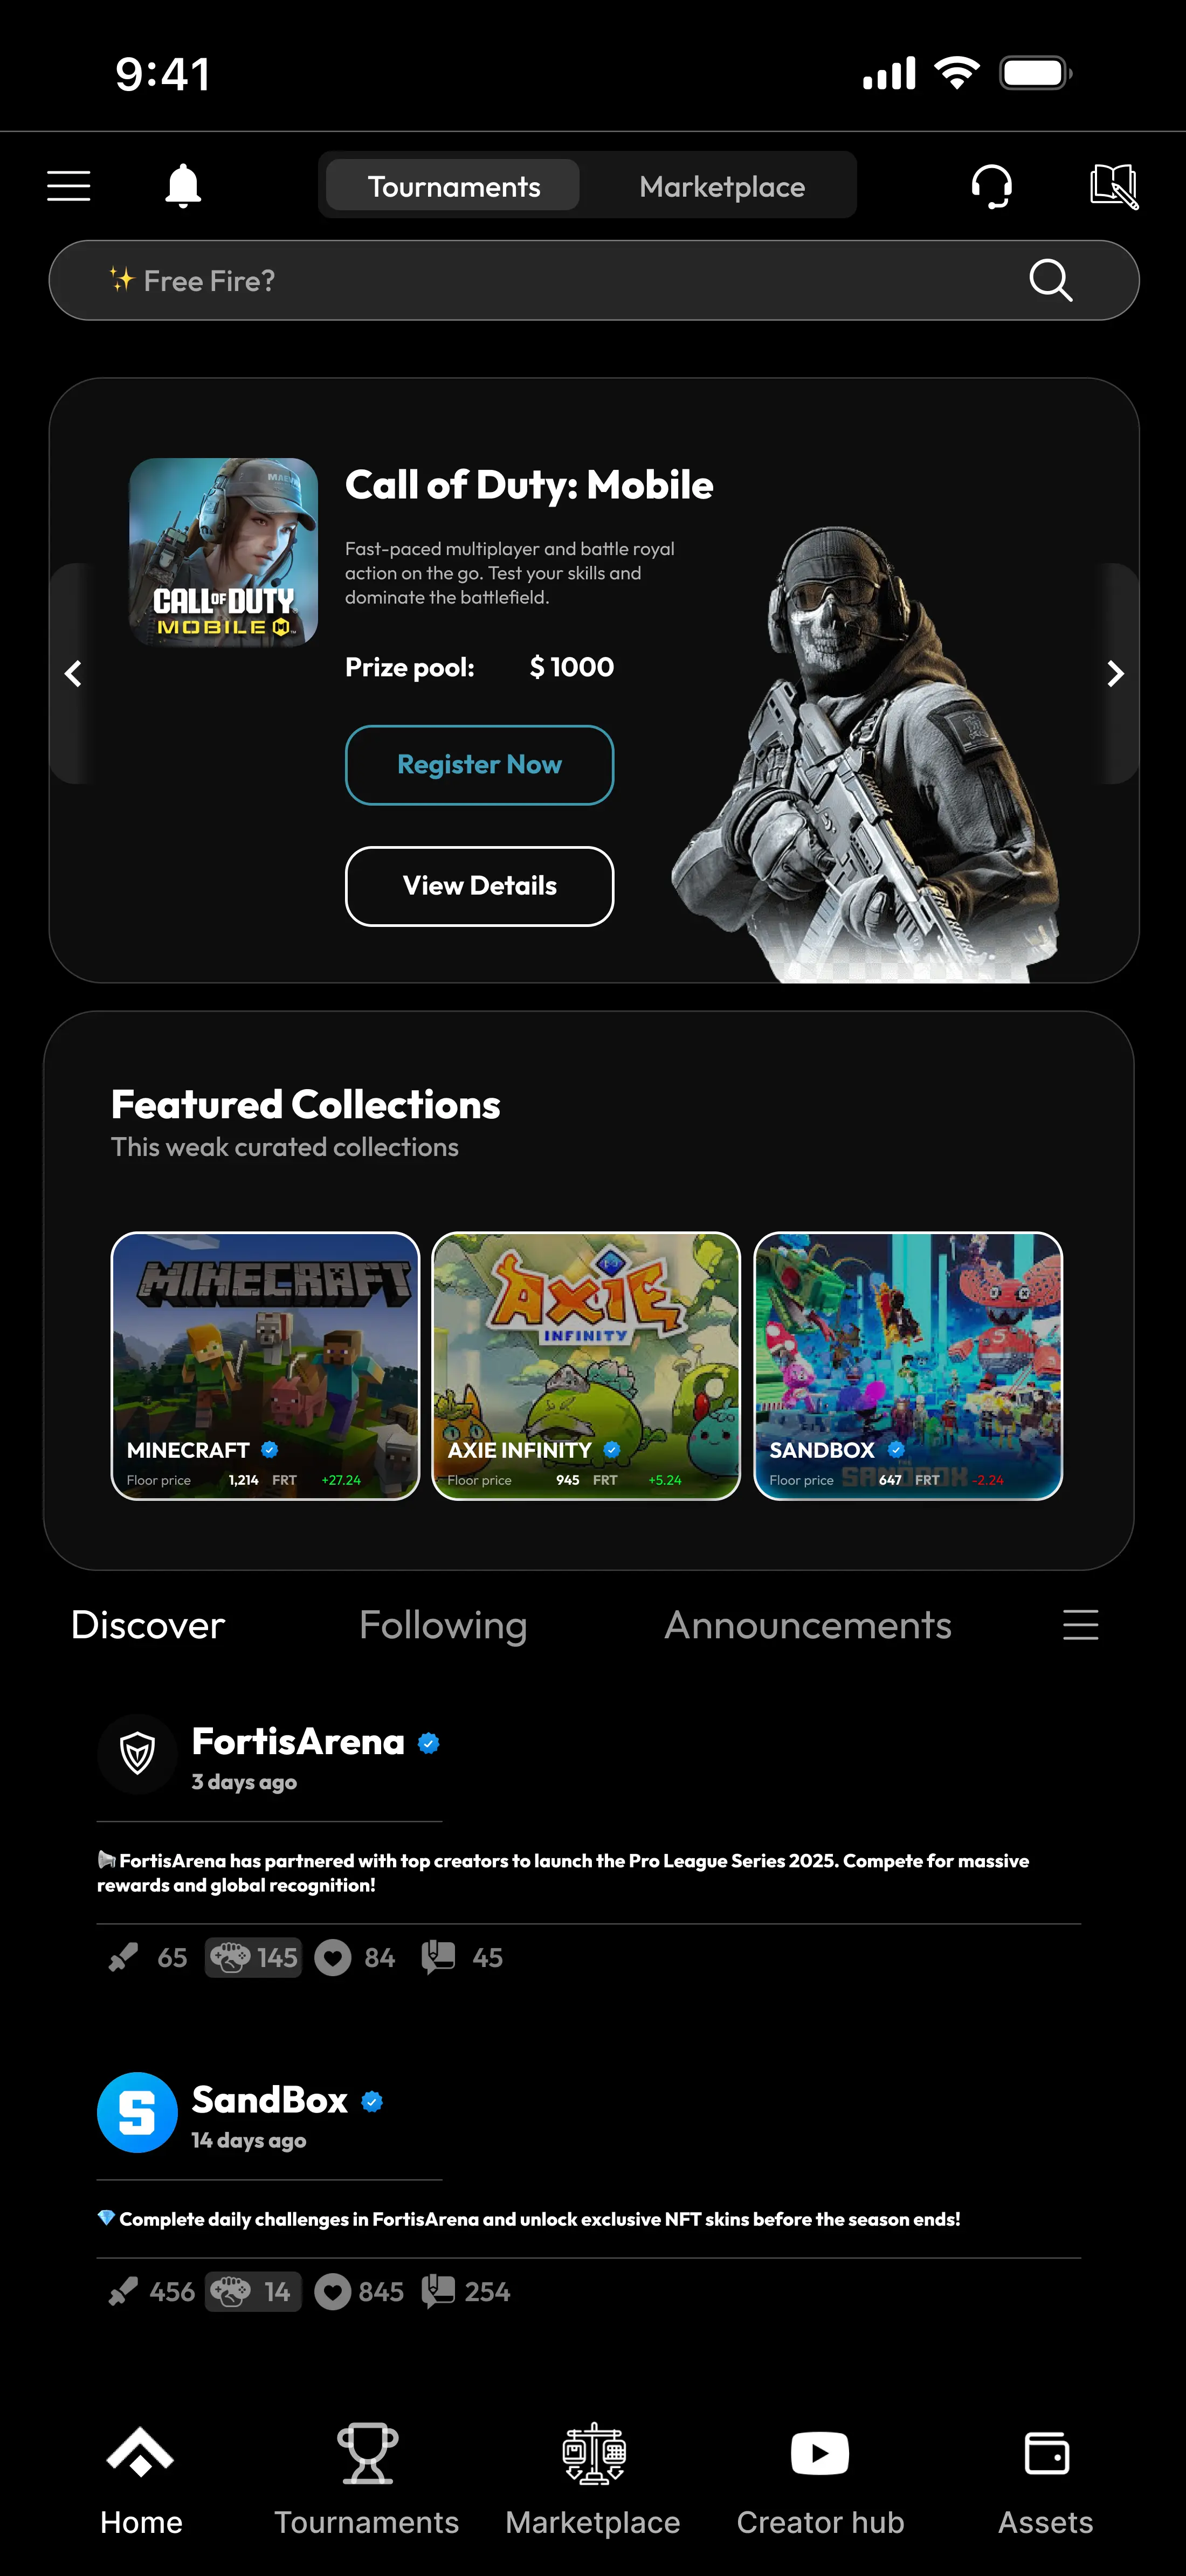 9:41
Tournaments Marketplace
✨ Free Fire?
Call of Duty: Mobile
MAEVA
CALL OF DUTY
MOBILE
Fast-paced multiplayer and battle royal
action on the go. Test your skills and
dominate the battlefield.
Prize pool: $ 1000
Register Now
View Details
Featured Collections
This weak curated collections
MINECRAFT
MINECRAFT
Floor price 1,214 FRT +27.24
AXIE
INFINITY
AXIE INFINITY
Floor price 945 FRT +5.24
5
SANDBOX
THE SANDBOX
Floor price 647 FRT -2.24
Discover Following Announcements
FortisArena
3 days ago
FortisArena has partnered with top creators to launch the Pro League Series 2025. Compete for massive
rewards and global recognition!
65 145 84 45
S
SandBox
14 days ago
💎 Complete daily challenges in FortisArena and unlock exclusive NFT skins before the season ends!
456 14 845 254
Home Tournaments Marketplace Creator hub Assets